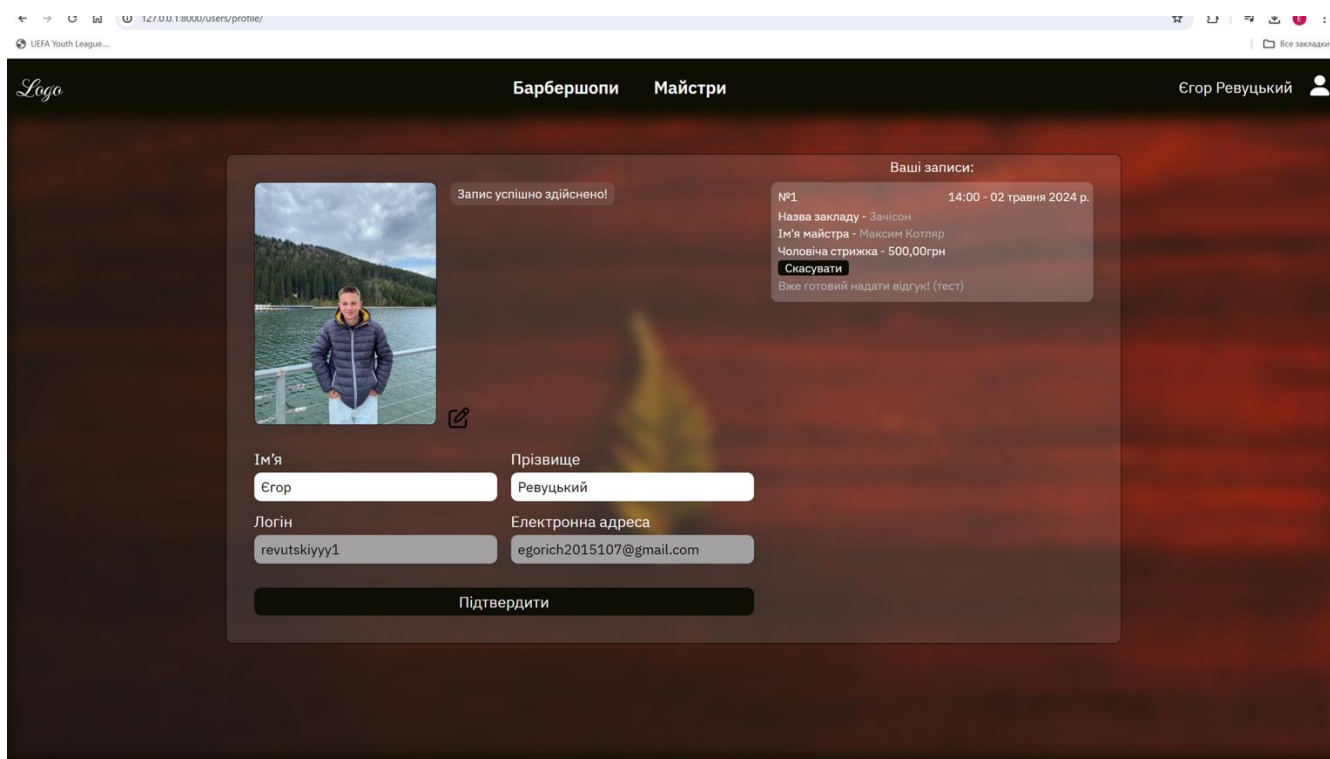 127.0.0.1:8000/users/profile/
E
UEFA Youth League...
Все закладки
Logo
Барбершопи
Майстри
Єгор Ревуцький
Запис успішно здійснено!
Ваші записи:
№1
14:00 - 02 травня 2024 р.
Назва закладу - Зачісон
Ім'я майстра - Максим Котляр
Чоловіча стрижка - 500,00грн
Скасувати
Вже готовий надати відгук! (тест)
Ім'я
Прізвище
Єгор
Ревуцький
Логін
Електронна адреса
revutskiyyy1
egorich2015107@gmail.com
Підтвердити